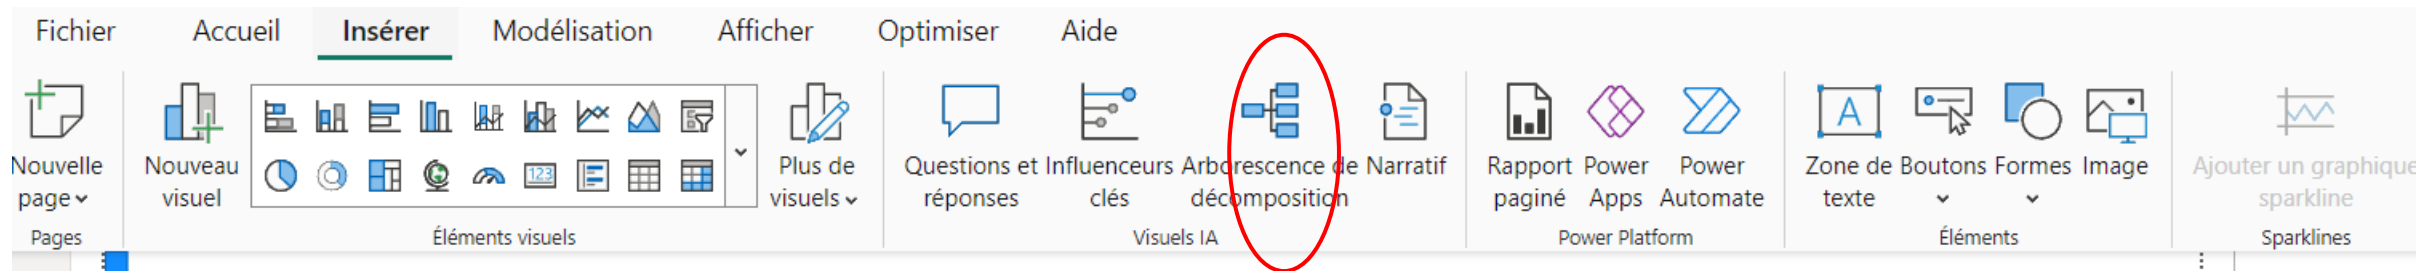 Fichier Accueil Insérer Modélisation Afficher Optimiser Aide
Nouvelle page
Nouveau visuel
123
Plus de visuels
Questions et réponses
Influenceurs clés
Arborescence de décomposition
Narratif
Rapport paginé
Power Apps
Power Automate
A
Zone de texte
Boutons
Formes
Image
Ajouter un graphique sparkline
Pages
Éléments visuels
Visuels IA
Power Platform
Éléments
Sparklines